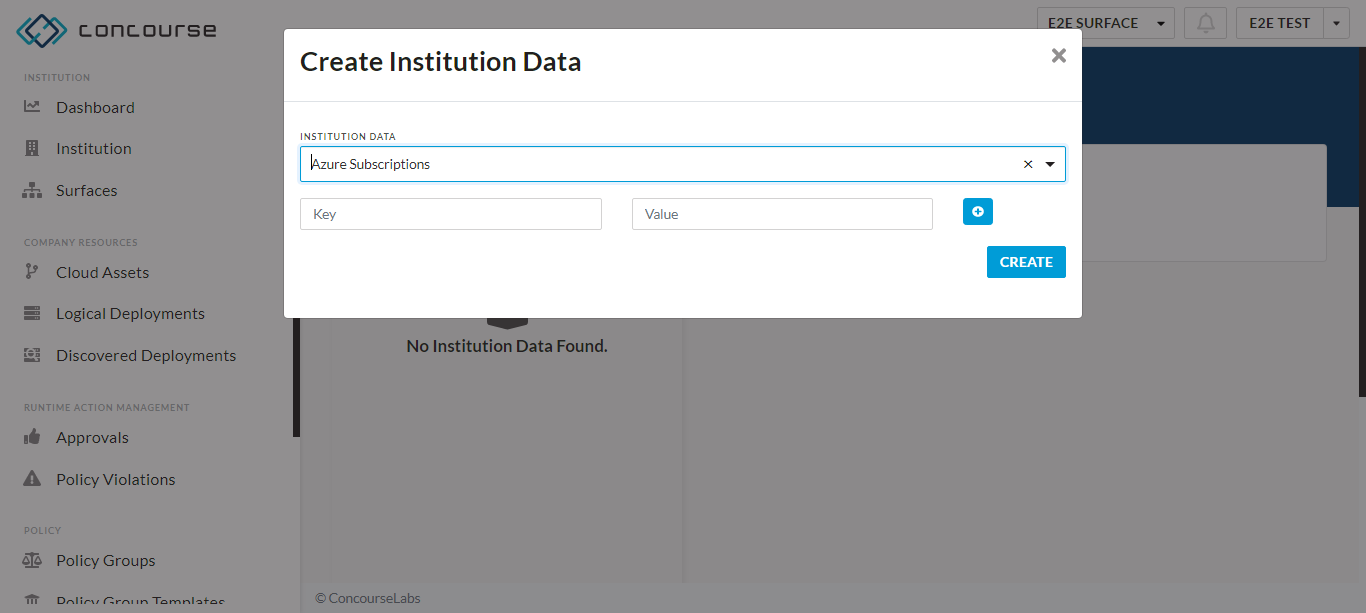 concourse
E2E SURFACE
E2E TEST
INSTITUTION
Dashboard
Institution
Surfaces
COMPANY RESOURCES
Cloud Assets
Logical Deployments
Discovered Deployments
RUNTIME ACTION MANAGEMENT
Approvals
Policy Violations
POLICY
Policy Groups
Policy Group Templates
Create Institution Data
×
INSTITUTION DATA
Azure Subscriptions ×
Key Value
CREATE
No Institution Data Found.
© ConcourseLabs